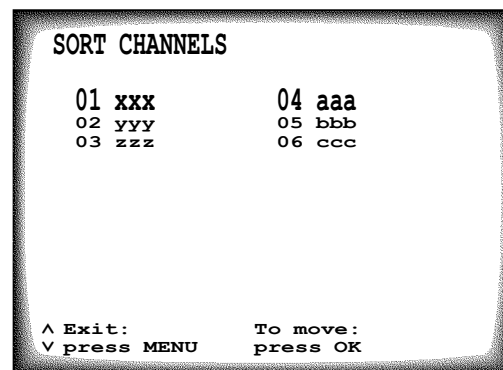 SORT CHANNELS
01 xxx 04 aaa
02 yyy 05 bbb
03 zzz 06 ccc
^ Exit: To move:
v press MENU press OK